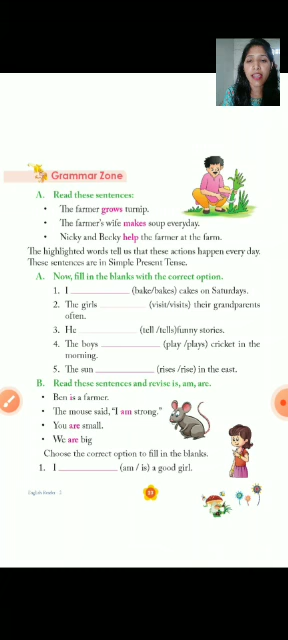 Grammar Zone
A. Read these sentences:
• The farmer grows turnip.
• The farmer's wife makes soup everyday.
• Nicky and Becky help the farmer at the farm.
The highlighted words tell us that these actions happen every day.
These sentences are in Simple Present Tense.
A. Now, fill in the blanks with the correct option.
1. I ____________ (bake/bakes) cakes on Saturdays.
2. The girls __________ (visit/visits) their grandparents
often.
3. He __________ (tell /tells)funny stories.
4. The boys ____________ (play /plays) cricket in the
morning.
5. The sun ____________ (rises /rise) in the east.
B. Read these sentences and revise is, am, are.
• Ben is a farmer.
• The mouse said, "I am strong."
• You are small.
• We are big
Choose the correct option to fill in the blanks.
1. I ____________ (am / is) a good girl.
English Reader 2